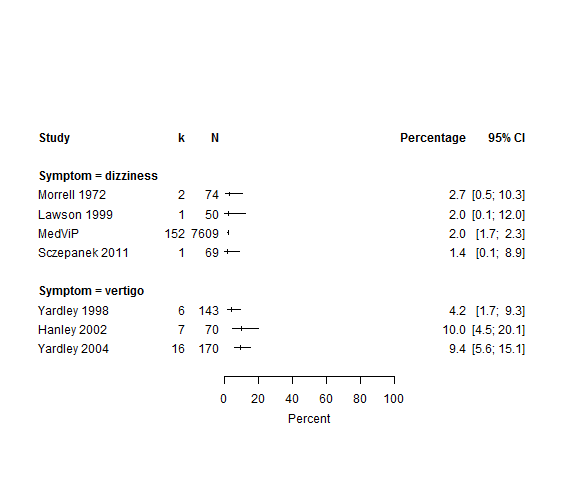 Study k N Percentage 95% CI
Symptom = dizziness
Morrell 1972 2 74 2.7 [0.5; 10.3]
Lawson 1999 1 50 2.0 [0.1; 12.0]
MedViP 152 7609 2.0 [1.7; 2.3]
Sczepanek 2011 1 69 1.4 [0.1; 8.9]
Symptom = vertigo
Yardley 1998 6 143 4.2 [1.7; 9.3]
Hanley 2002 7 70 10.0 [4.5; 20.1]
Yardley 2004 16 170 9.4 [5.6; 15.1]
0 20 40 60 80 100
Percent